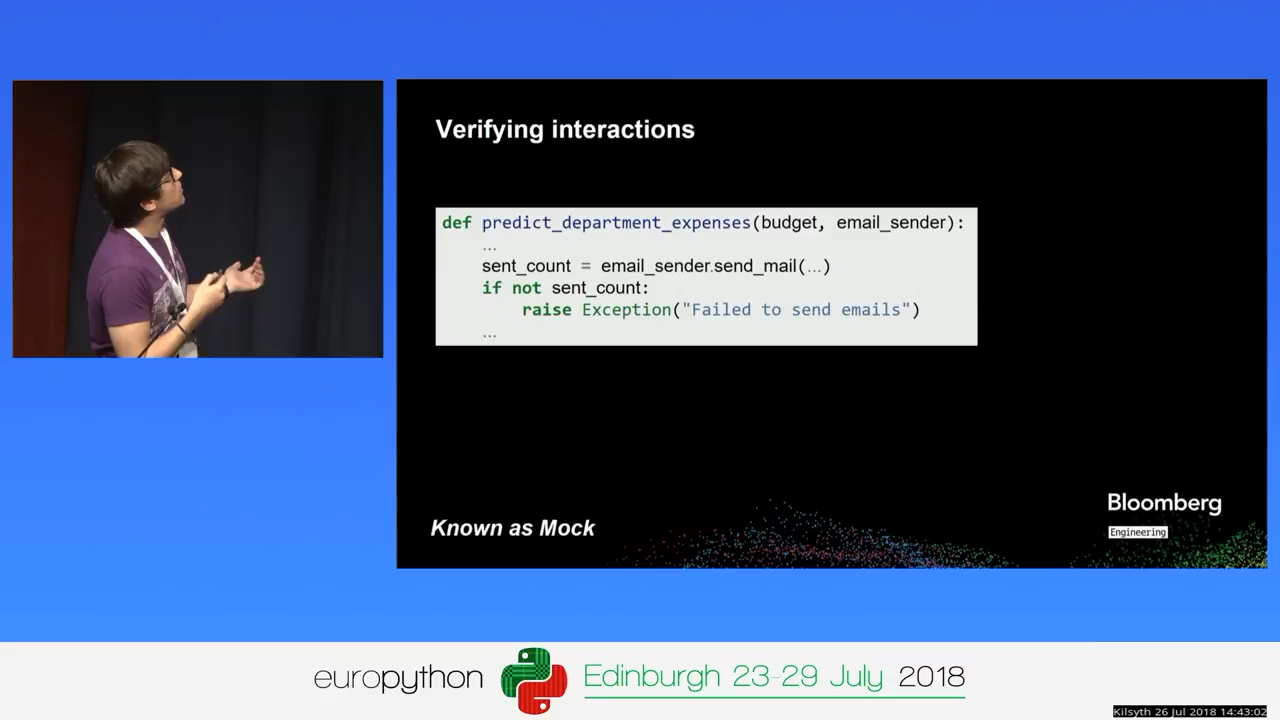 Verifying interactions
def predict_department_expenses(budget, email_sender):
...
sent_count = email_sender.send_mail(...)
if not sent_count:
raise Exception("Failed to send emails")
...
Known as Mock
Bloomberg
Engineering
europython Edinburgh 23-29 July 2018
Kilsyth 26 Jul 2018 14:43:02